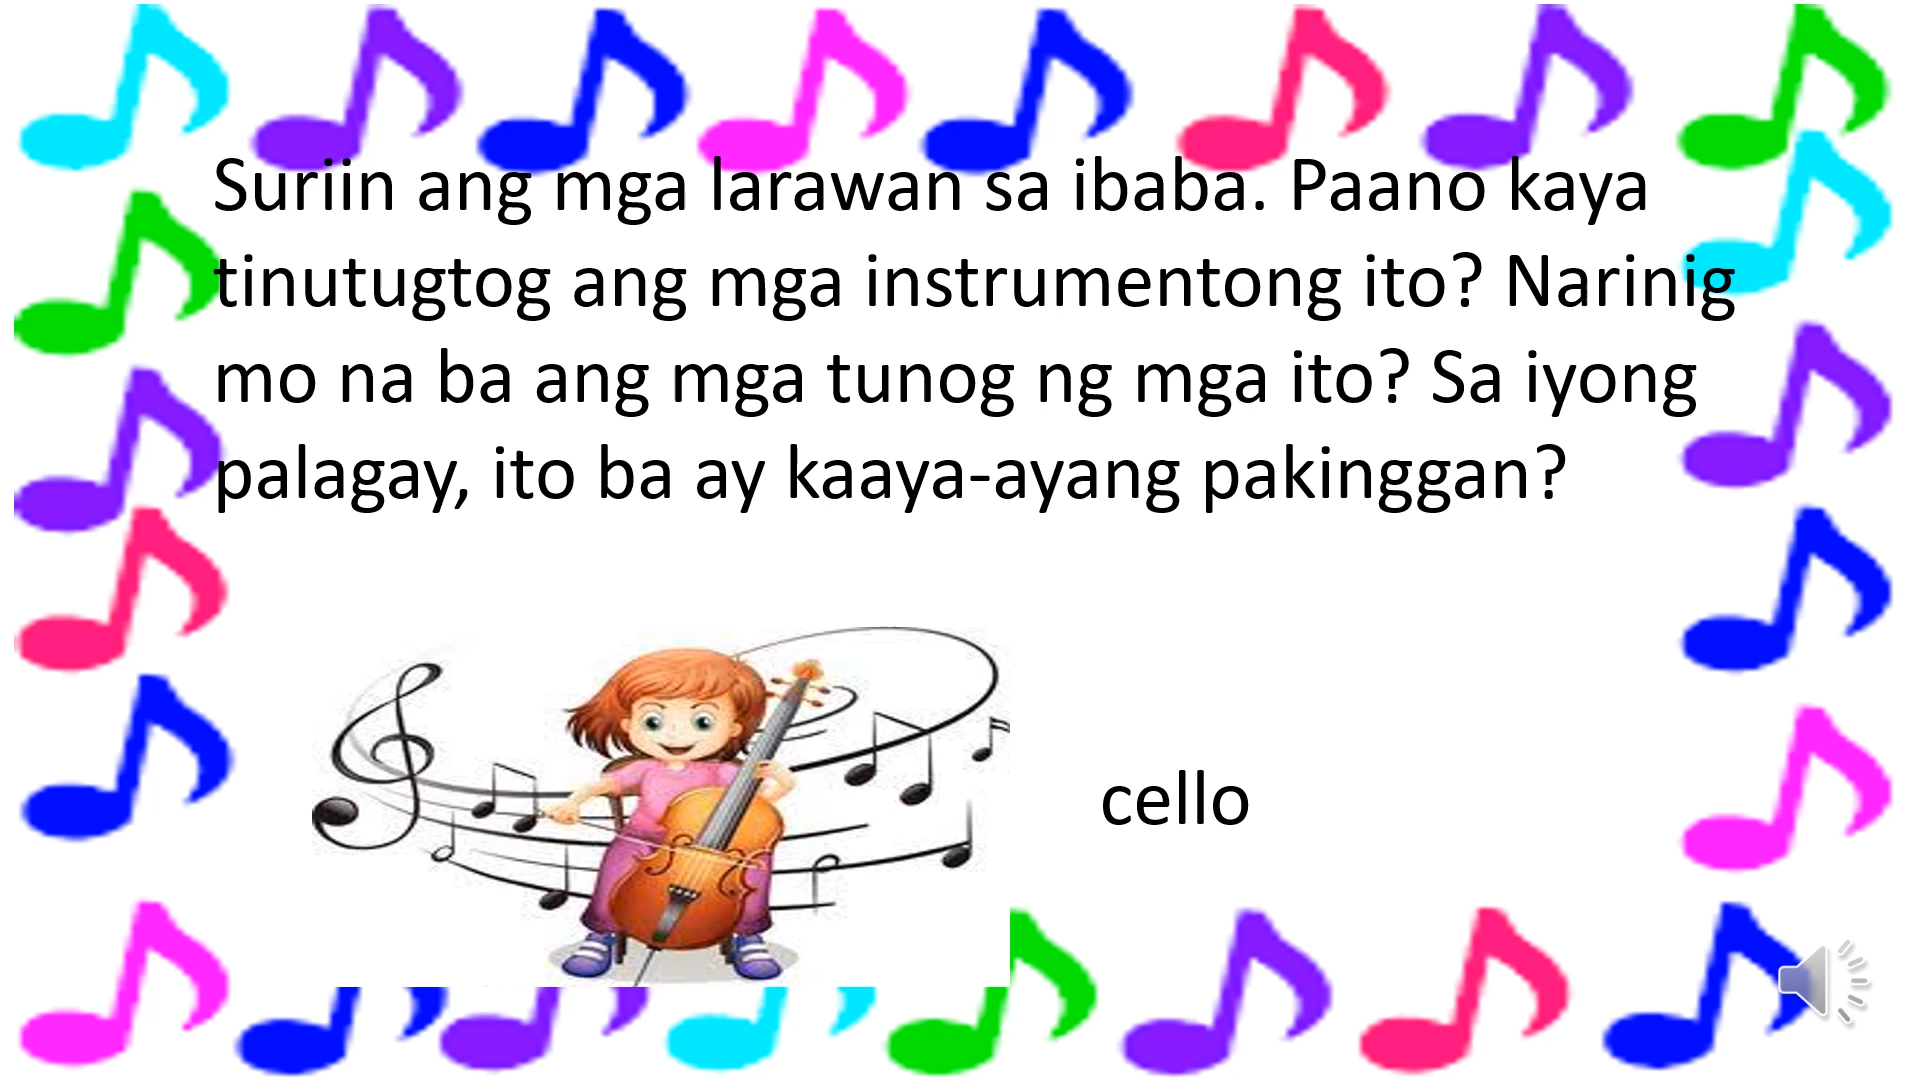 Suriin ang mga larawan sa ibaba. Paano kaya
tinutugtog ang mga instrumentong ito? Narinig
mo na ba ang mga tunog ng mga ito? Sa iyong
palagay, ito ba ay kaaya-ayang pakinggan?
cello